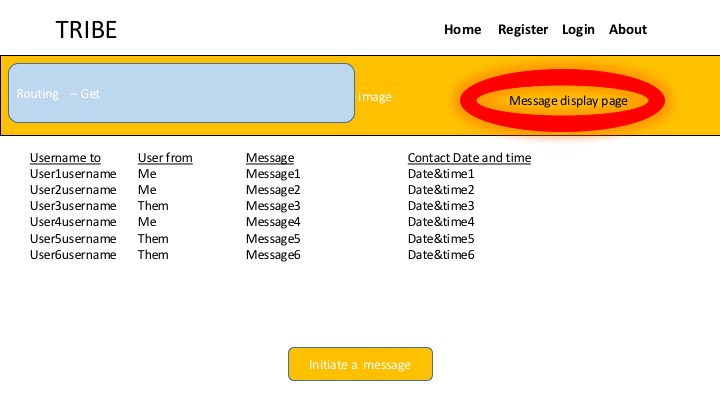 TRIBE
Home Register Login About
Routing – Get
image
Message display page
Username to User from Message Contact Date and time
User1username Me Message1 Date&time1
User2username Me Message2 Date&time2
User3username Them Message3 Date&time3
User4username Me Message4 Date&time4
User5username Them Message5 Date&time5
User6username Them Message6 Date&time6
Initiate a message